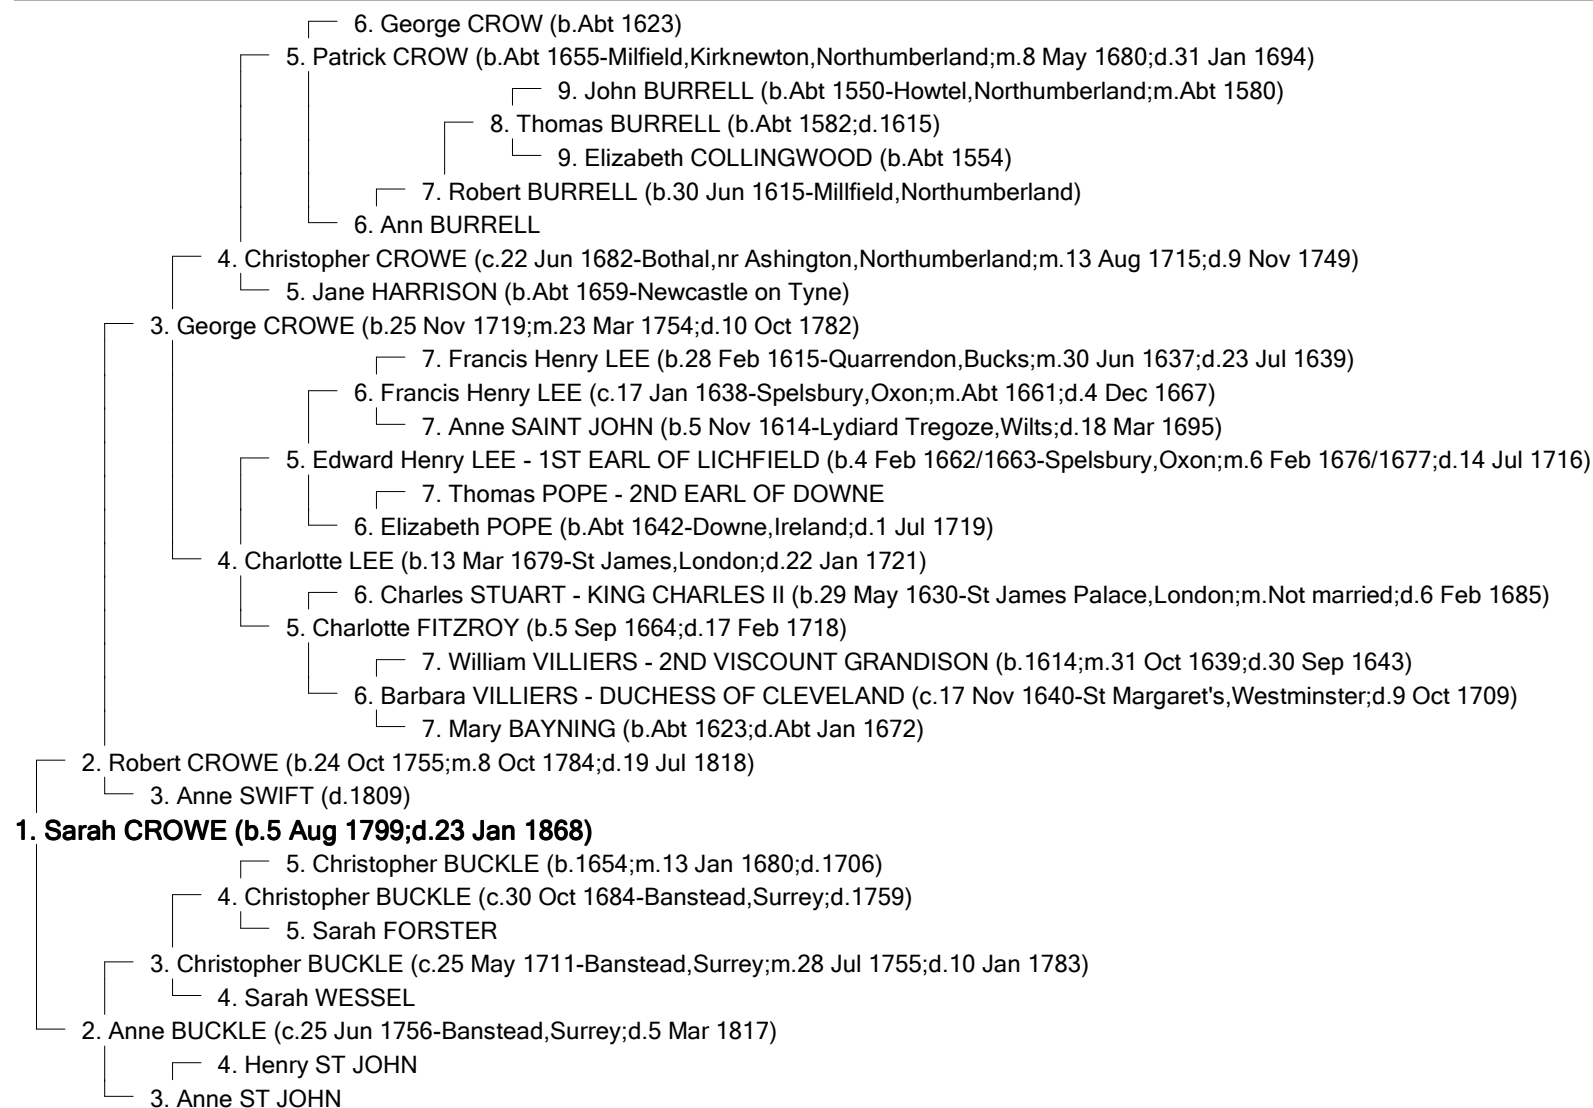 6. George CROW (b.Abt 1623)
5. Patrick CROW (b.Abt 1655-Milfield,Kirknewton,Northumberland;m.8 May 1680;d.31 Jan 1694)
9. John BURRELL (b.Abt 1550-Howtel,Northumberland;m.Abt 1580)
8. Thomas BURRELL (b.Abt 1582;d.1615)
9. Elizabeth COLLINGWOOD (b.Abt 1554)
7. Robert BURRELL (b.30 Jun 1615-Millfield,Northumberland)
6. Ann BURRELL
4. Christopher CROWE (c.22 Jun 1682-Bothal,nr Ashington,Northumberland;m.13 Aug 1715;d.9 Nov 1749)
5. Jane HARRISON (b.Abt 1659-Newcastle on Tyne)
3. George CROWE (b.25 Nov 1719;m.23 Mar 1754;d.10 Oct 1782)
7. Francis Henry LEE (b.28 Feb 1615-Quarrendon,Bucks;m.30 Jun 1637;d.23 Jul 1639)
6. Francis Henry LEE (c.17 Jan 1638-Spelsbury,Oxon;m.Abt 1661;d.4 Dec 1667)
7. Anne SAINT JOHN (b.5 Nov 1614-Lydiard Tregoze,Wilts;d.18 Mar 1695)
5. Edward Henry LEE - 1ST EARL OF LICHFIELD (b.4 Feb 1662/1663-Spelsbury,Oxon;m.6 Feb 1676/1677;d.14 Jul 1716)
7. Thomas POPE - 2ND EARL OF DOWNE
6. Elizabeth POPE (b.Abt 1642-Downe,Ireland;d.1 Jul 1719)
4. Charlotte LEE (b.13 Mar 1679-St James,London;d.22 Jan 1721)
6. Charles STUART - KING CHARLES II (b.29 May 1630-St James Palace,London;m.Not married;d.6 Feb 1685)
5. Charlotte FITZROY (b.5 Sep 1664;d.17 Feb 1718)
7. William VILLIERS - 2ND VISCOUNT GRANDISON (b.1614;m.31 Oct 1639;d.30 Sep 1643)
6. Barbara VILLIERS - DUCHESS OF CLEVELAND (c.17 Nov 1640-St Margaret's,Westminster;d.9 Oct 1709)
7. Mary BAYNING (b.Abt 1623;d.Abt Jan 1672)
2. Robert CROWE (b.24 Oct 1755;m.8 Oct 1784;d.19 Jul 1818)
3. Anne SWIFT (d.1809)
1. Sarah CROWE (b.5 Aug 1799;d.23 Jan 1868)
5. Christopher BUCKLE (b.1654;m.13 Jan 1680;d.1706)
4. Christopher BUCKLE (c.30 Oct 1684-Banstead,Surrey;d.1759)
5. Sarah FORSTER
3. Christopher BUCKLE (c.25 May 1711-Banstead,Surrey;m.28 Jul 1755;d.10 Jan 1783)
4. Sarah WESSEL
2. Anne BUCKLE (c.25 Jun 1756-Banstead,Surrey;d.5 Mar 1817)
4. Henry ST JOHN
3. Anne ST JOHN